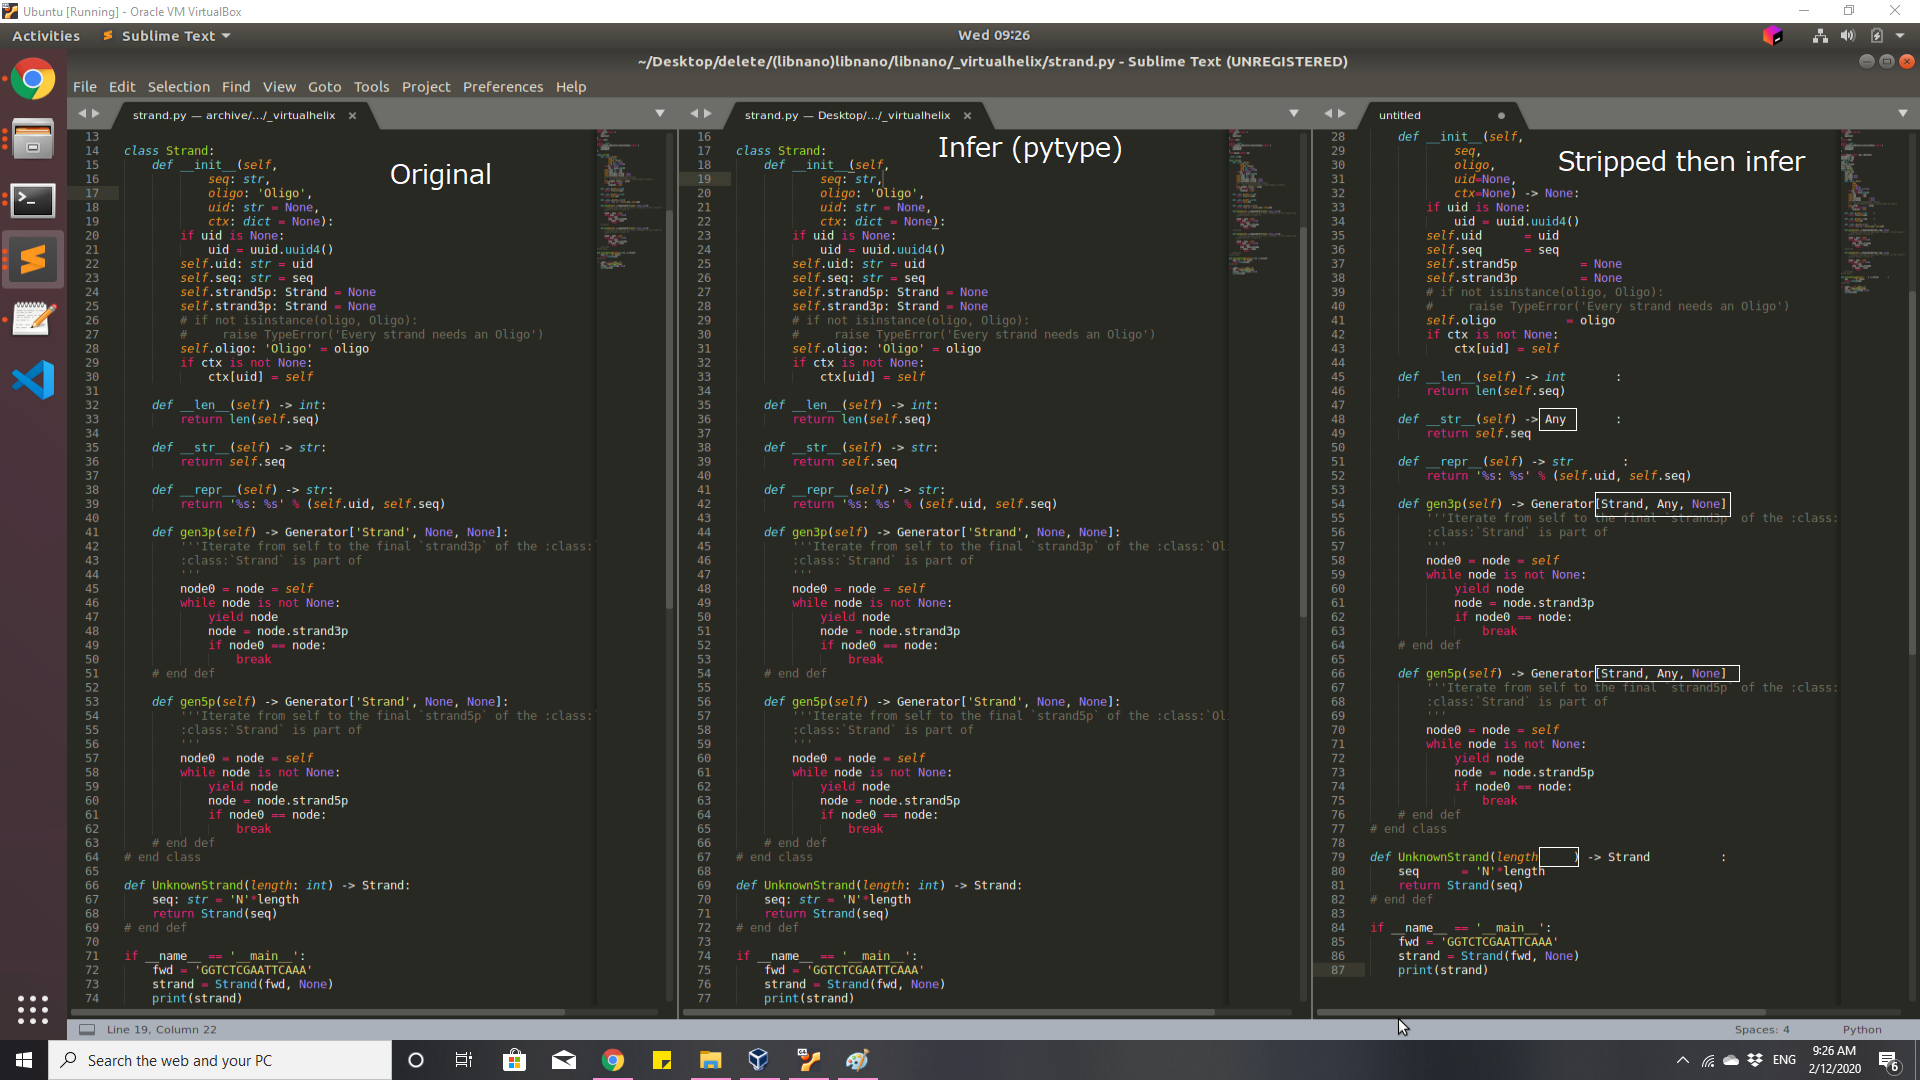 Ubuntu [Running] - Oracle VM VirtualBox
Activities Sublime Text Wed 09:26
~/Desktop/delete/(libnano)libnano/libnano/_virtualhelix/strand.py - Sublime Text (UNREGISTERED)
File Edit Selection Find View Goto Tools Project Preferences Help
strand.py — archive/.../_virtualhelix ×
Original
13
14 class Strand:
15 def __init__(self,
16 seq: str,
17 oligo: 'Oligo',
18 uid: str = None,
19 ctx: dict = None):
20 if uid is None:
21 uid = uuid.uuid4()
22 self.uid: str = uid
23 self.seq: str = seq
24 self.strand5p: Strand = None
25 self.strand3p: Strand = None
26 # if not isinstance(oligo, Oligo):
27 # raise TypeError('Every strand needs an Oligo')
28 self.oligo: 'Oligo' = oligo
29 if ctx is not None:
30 ctx[uid] = self
31
32 def __len__(self) -> int:
33 return len(self.seq)
34
35 def __str__(self) -> str:
36 return self.seq
37
38 def __repr__(self) -> str:
39 return '%s: %s' % (self.uid, self.seq)
40
41 def gen3p(self) -> Generator['Strand', None, None]:
42 '''Iterate from self to the final `strand3p` of the :class:`
43 :class:`Strand` is part of
44 '''
45 node0 = node = self
46 while node is not None:
47 yield node
48 node = node.strand3p
49 if node0 == node:
50 break
51 # end def
52
53 def gen5p(self) -> Generator['Strand', None, None]:
54 '''Iterate from self to the final `strand5p` of the :class:`
55 :class:`Strand` is part of
56 '''
57 node0 = node = self
58 while node is not None:
59 yield node
60 node = node.strand5p
61 if node0 == node:
62 break
63 # end def
64 # end class
65
66 def UnknownStrand(length: int) -> Strand:
67 seq: str = 'N'*length
68 return Strand(seq)
69 # end def
70
71 if __name__ == '__main__':
72 fwd = 'GGTCTCGAATTCAAA'
73 strand = Strand(fwd, None)
74 print(strand)
strand.py — Desktop/.../_virtualhelix ×
Infer (pytype)
16
17 class Strand:
18 def __init__(self,
19 seq: str,
20 oligo: 'Oligo',
21 uid: str = None,
22 ctx: dict = None):
23 if uid is None:
24 uid = uuid.uuid4()
25 self.uid: str = uid
26 self.seq: str = seq
27 self.strand5p: Strand = None
28 self.strand3p: Strand = None
29 # if not isinstance(oligo, Oligo):
30 # raise TypeError('Every strand needs an Oligo')
31 self.oligo: 'Oligo' = oligo
32 if ctx is not None:
33 ctx[uid] = self
34
35 def __len__(self) -> int:
36 return len(self.seq)
37
38 def __str__(self) -> str:
39 return self.seq
40
41 def __repr__(self) -> str:
42 return '%s: %s' % (self.uid, self.seq)
43
44 def gen3p(self) -> Generator['Strand', None, None]:
45 '''Iterate from self to the final `strand3p` of the :class:`Ol
46 :class:`Strand` is part of
47 '''
48 node0 = node = self
49 while node is not None:
50 yield node
51 node = node.strand3p
52 if node0 == node:
53 break
54 # end def
55
56 def gen5p(self) -> Generator['Strand', None, None]:
57 '''Iterate from self to the final `strand5p` of the :class:`Ol
58 :class:`Strand` is part of
59 '''
60 node0 = node = self
61 while node is not None:
62 yield node
63 node = node.strand5p
64 if node0 == node:
65 break
66 # end def
67 # end class
68
69 def UnknownStrand(length: int) -> Strand:
70 seq: str = 'N'*length
71 return Strand(seq)
72 # end def
73
74 if __name__ == '__main__':
75 fwd = 'GGTCTCGAATTCAAA'
76 strand = Strand(fwd, None)
77 print(strand)
untitled
Stripped then infer
28 def __init__(self,
29 seq,
30 oligo,
31 uid=None,
32 ctx=None) -> None:
33 if uid is None:
34 uid = uuid.uuid4()
35 self.uid = uid
36 self.seq = seq
37 self.strand5p = None
38 self.strand3p = None
39 # if not isinstance(oligo, Oligo):
40 # raise TypeError('Every strand needs an Oligo')
41 self.oligo = oligo
42 if ctx is not None:
43 ctx[uid] = self
44
45 def __len__(self) -> int :
46 return len(self.seq)
47
48 def __str__(self) -> Any :
49 return self.seq
50
51 def __repr__(self) -> str :
52 return '%s: %s' % (self.uid, self.seq)
53
54 def gen3p(self) -> Generator[Strand, Any, None]
55 '''Iterate from self to the final `strand3p` of the :class:
56 :class:`Strand` is part of
57 '''
58 node0 = node = self
59 while node is not None:
60 yield node
61 node = node.strand3p
62 if node0 == node:
63 break
64 # end def
65
66 def gen5p(self) -> Generator[Strand, Any, None]
67 '''Iterate from self to the final `strand5p` of the :class:
68 :class:`Strand` is part of
69 '''
70 node0 = node = self
71 while node is not None:
72 yield node
73 node = node.strand5p
74 if node0 == node:
75 break
76 # end def
77 # end class
78
79 def UnknownStrand(length ) -> Strand :
80 seq = 'N'*length
81 return Strand(seq)
82 # end def
83
84 if __name__ == '__main__':
85 fwd = 'GGTCTCGAATTCAAA'
86 strand = Strand(fwd, None)
87 print(strand)
Line 19, Column 22 Spaces: 4 Python
Search the web and your PC ENG 9:26 AM
2/12/2020 6